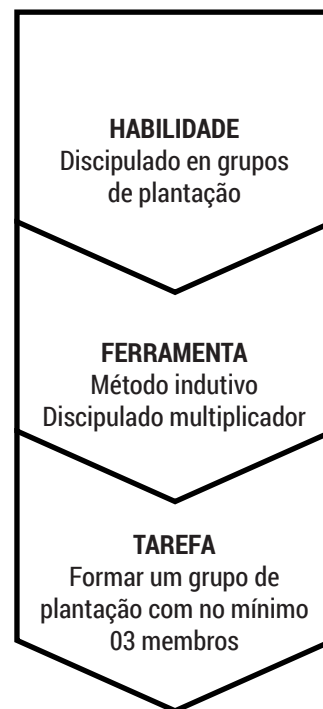 HABILIDADE
Discipulado en grupos
de plantação
FERRAMENTA
Método indutivo
Discipulado multiplicador
TAREFA
Formar um grupo de
plantação com no mínimo
03 membros